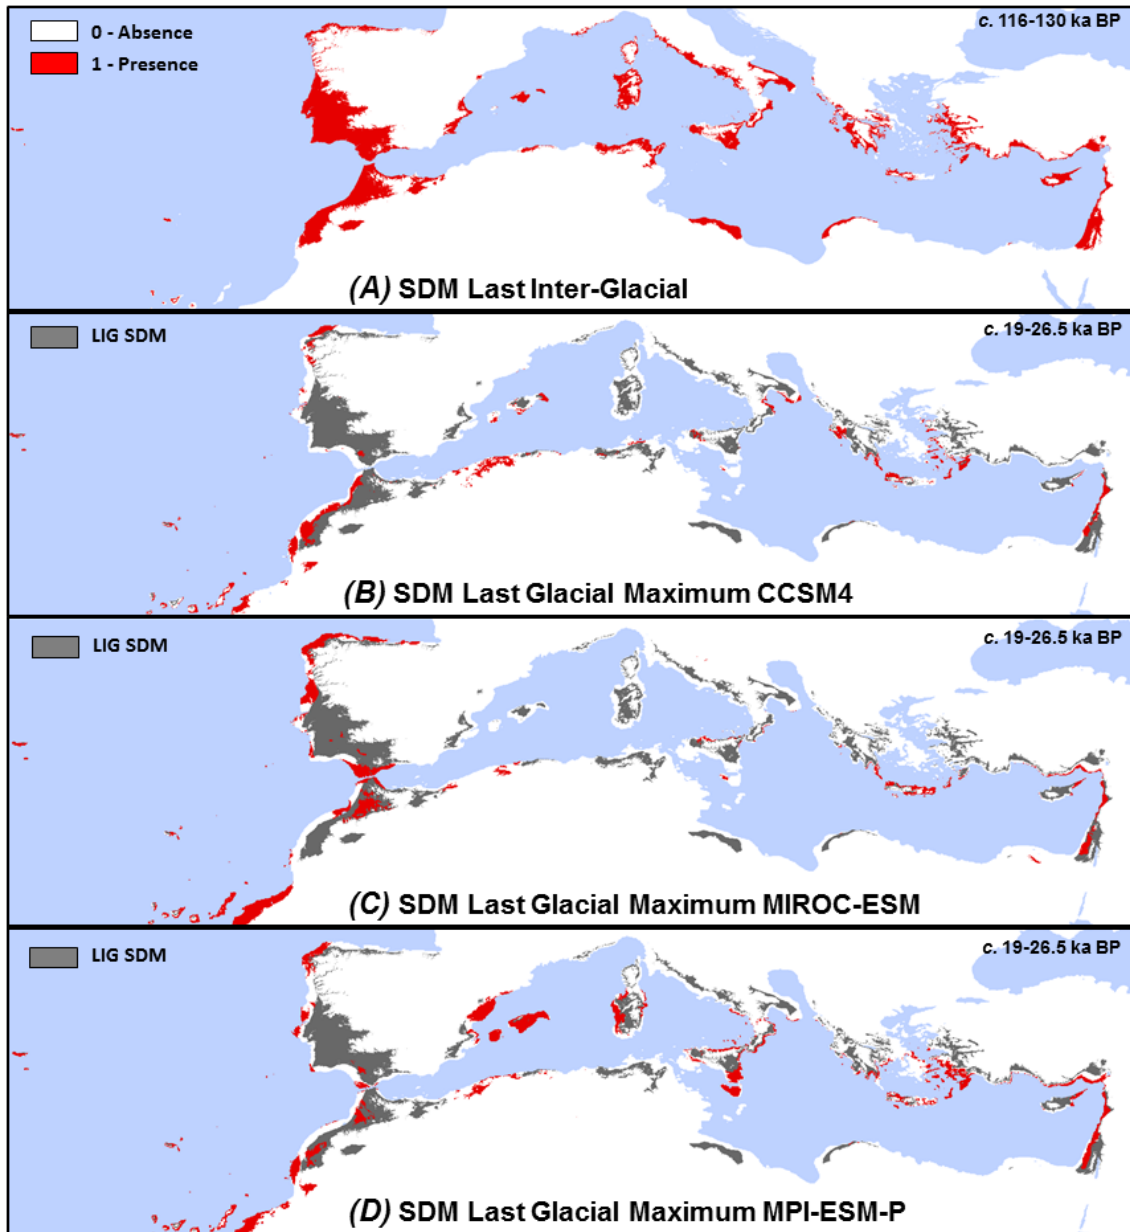 0 - Absence
1 - Presence
c. 116-130 ka BP
(A) SDM Last Inter-Glacial
LIG SDM
c. 19-26.5 ka BP
(B) SDM Last Glacial Maximum CCSM4
LIG SDM
c. 19-26.5 ka BP
(C) SDM Last Glacial Maximum MIROC-ESM
LIG SDM
c. 19-26.5 ka BP
(D) SDM Last Glacial Maximum MPI-ESM-P